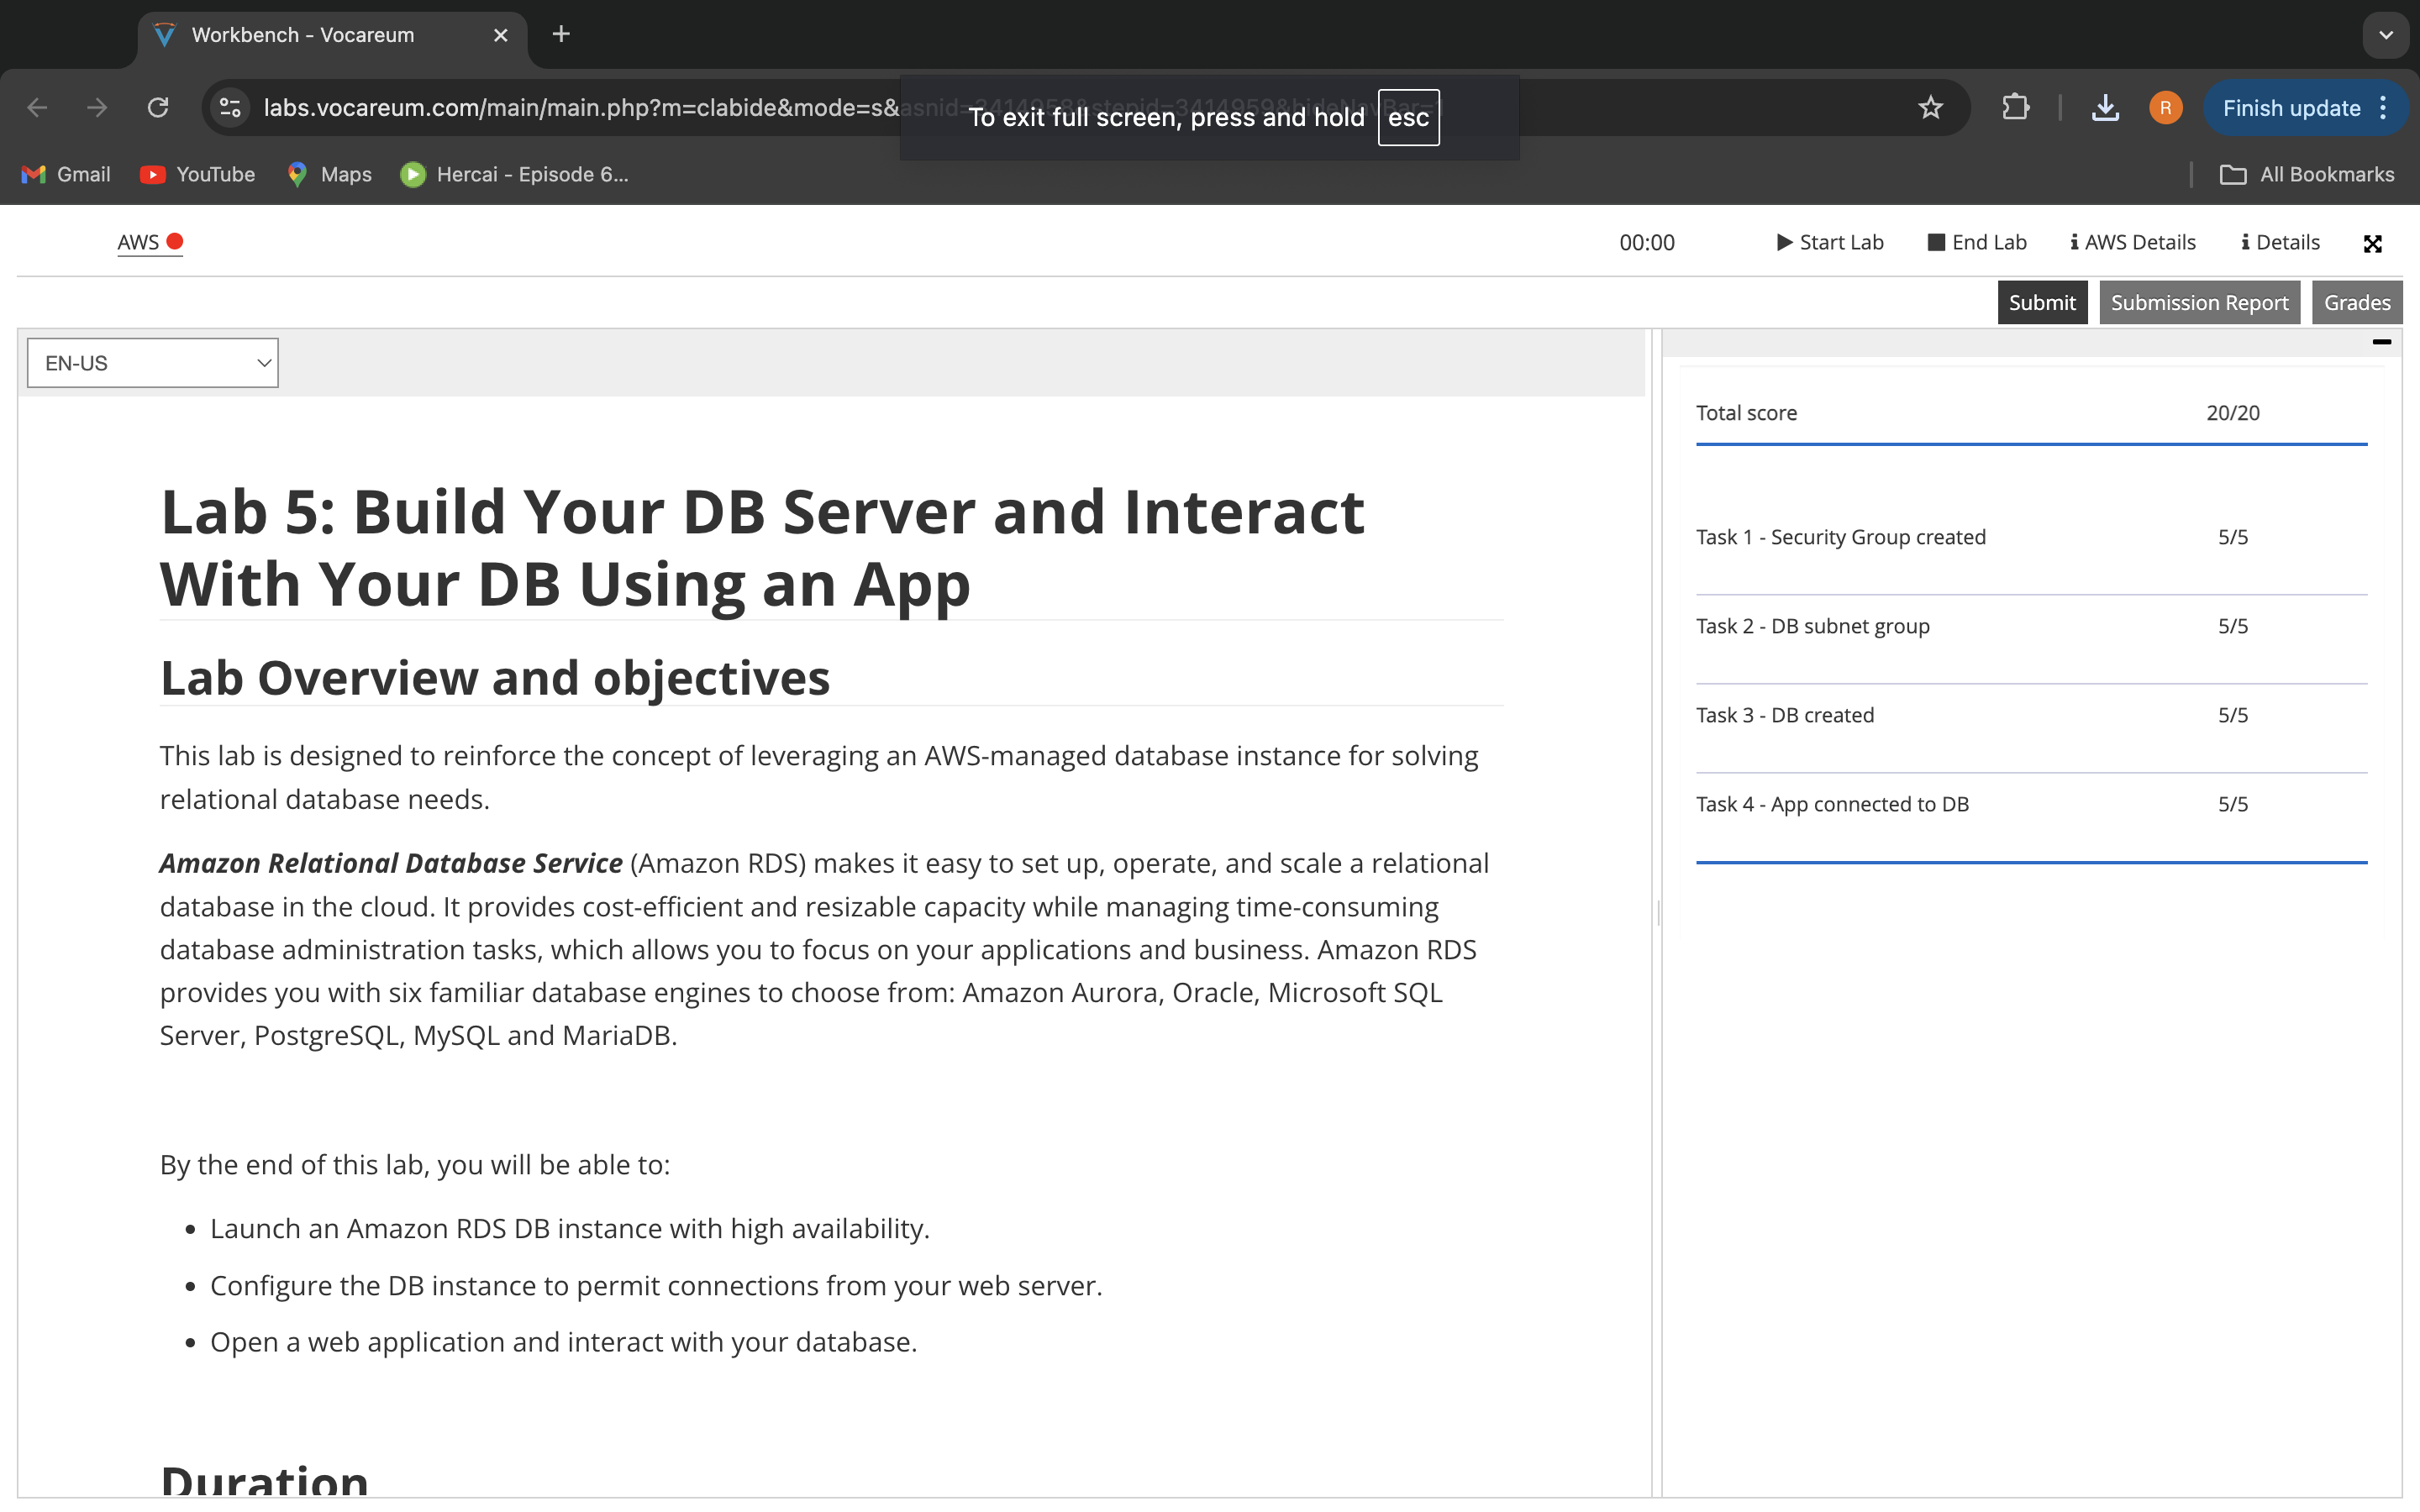 Workbench - Vocareum
labs.vocareum.com/main/main.php?m=clabide&mode=s&asnid=3414958&stepid=3414959&hideNavBar=1
To exit full screen, press and hold esc
R
Finish update
Gmail
YouTube
Maps
Hercai - Episode 6...
All Bookmarks
AWS
00:00
Start Lab
End Lab
AWS Details
Details
Submit
Submission Report
Grades
EN-US
Lab 5: Build Your DB Server and Interact
With Your DB Using an App
Lab Overview and objectives
This lab is designed to reinforce the concept of leveraging an AWS-managed database instance for solving
relational database needs.
Amazon Relational Database Service (Amazon RDS) makes it easy to set up, operate, and scale a relational
database in the cloud. It provides cost-efficient and resizable capacity while managing time-consuming
database administration tasks, which allows you to focus on your applications and business. Amazon RDS
provides you with six familiar database engines to choose from: Amazon Aurora, Oracle, Microsoft SQL
Server, PostgreSQL, MySQL and MariaDB.
By the end of this lab, you will be able to:
• Launch an Amazon RDS DB instance with high availability.
• Configure the DB instance to permit connections from your web server.
• Open a web application and interact with your database.
Duration
Total score 20/20
Task 1 - Security Group created 5/5
Task 2 - DB subnet group 5/5
Task 3 - DB created 5/5
Task 4 - App connected to DB 5/5